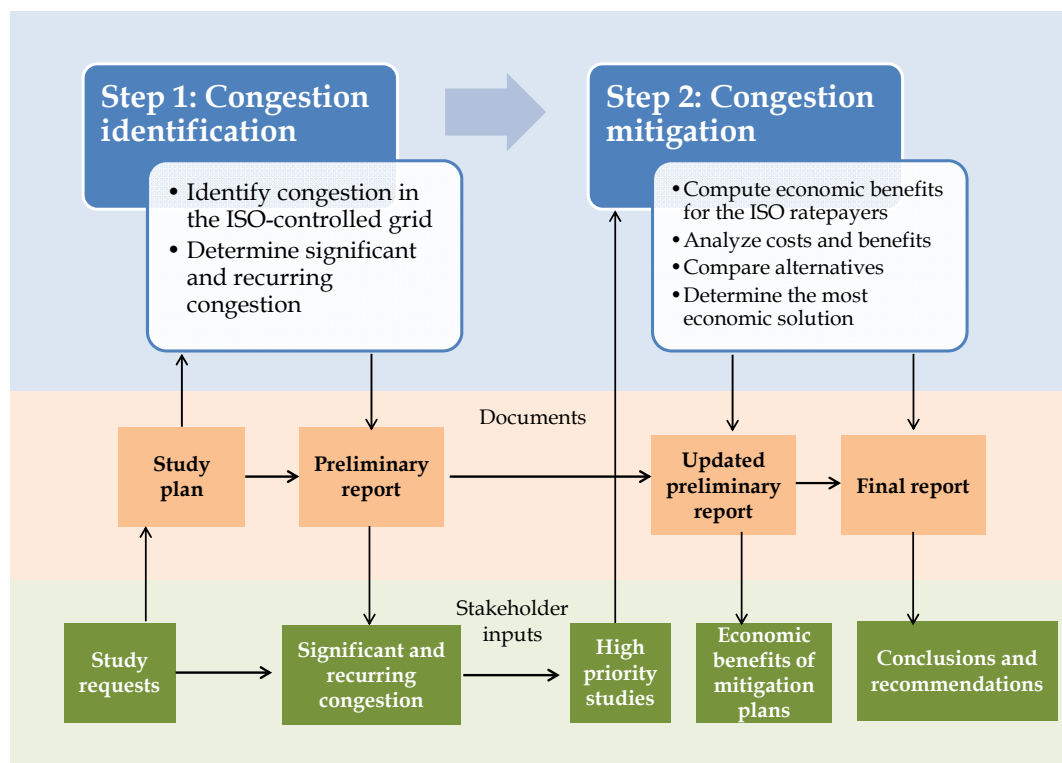 Step 1: Congestion
identification
• Identify congestion in
the ISO-controlled grid
• Determine significant
and recurring
congestion
Step 2: Congestion
mitigation
• Compute economic benefits
for the ISO ratepayers
• Analyze costs and benefits
• Compare alternatives
• Determine the most
economic solution
Documents
Study
plan
Preliminary
report
Updated
preliminary
report
Final report
Stakeholder
inputs
Study
requests
Significant and
recurring
congestion
High
priority
studies
Economic
benefits of
mitigation
plans
Conclusions and
recommendations